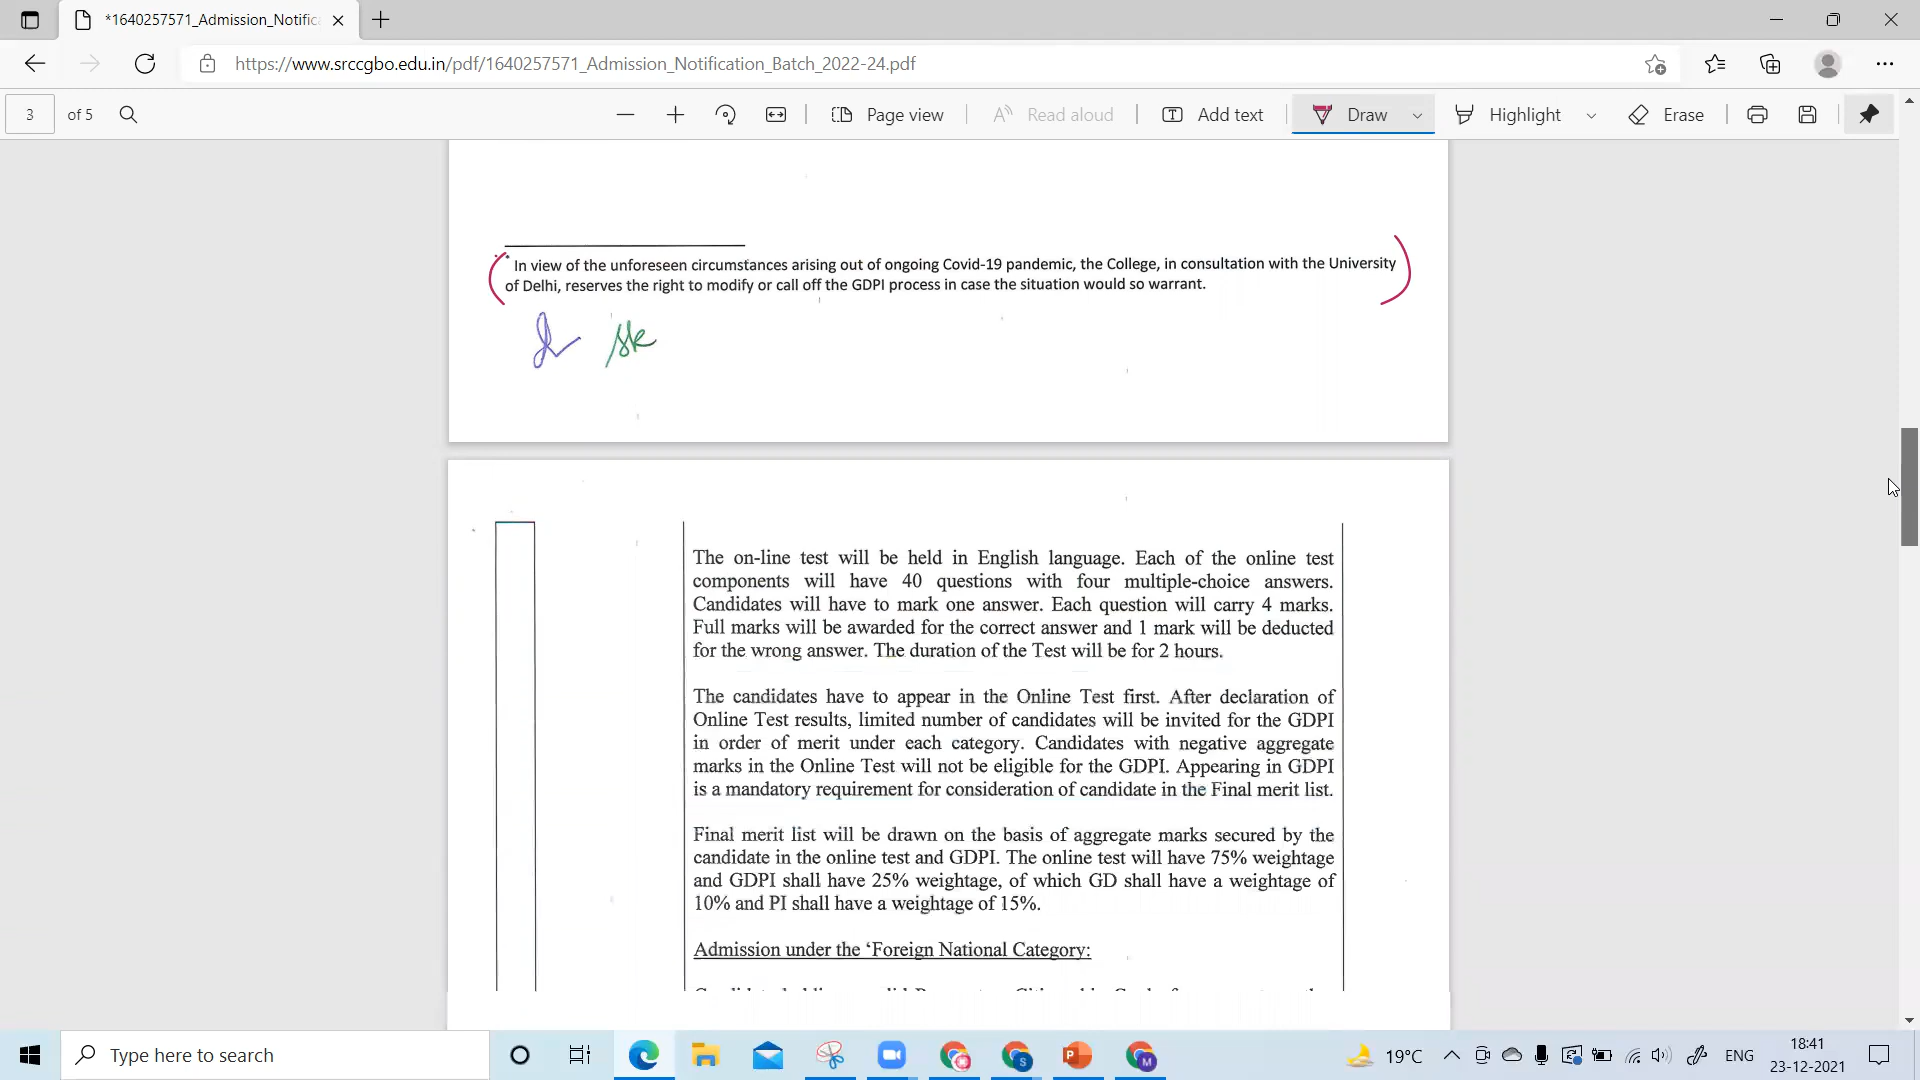 *1640257571_Admission_Notific
https://www.srccgbo.edu.in/pdf/1640257571_Admission_Notification_Batch_2022-24.pdf
3 of 5 Page view Read aloud Add text Draw Highlight Erase
* In view of the unforeseen circumstances arising out of ongoing Covid-19 pandemic, the College, in consultation with the University
of Delhi, reserves the right to modify or call off the GDPI process in case the situation would so warrant.
The on-line test will be held in English language. Each of the online test
components will have 40 questions with four multiple-choice answers.
Candidates will have to mark one answer. Each question will carry 4 marks.
Full marks will be awarded for the correct answer and 1 mark will be deducted
for the wrong answer. The duration of the Test will be for 2 hours.
The candidates have to appear in the Online Test first. After declaration of
Online Test results, limited number of candidates will be invited for the GDPI
in order of merit under each category. Candidates with negative aggregate
marks in the Online Test will not be eligible for the GDPI. Appearing in GDPI
is a mandatory requirement for consideration of candidate in the Final merit list.
Final merit list will be drawn on the basis of aggregate marks secured by the
candidate in the online test and GDPI. The online test will have 75% weightage
and GDPI shall have 25% weightage, of which GD shall have a weightage of
10% and PI shall have a weightage of 15%.
Admission under the ‘Foreign National Category:
Type here to search
19°C ENG 18:41
23-12-2021